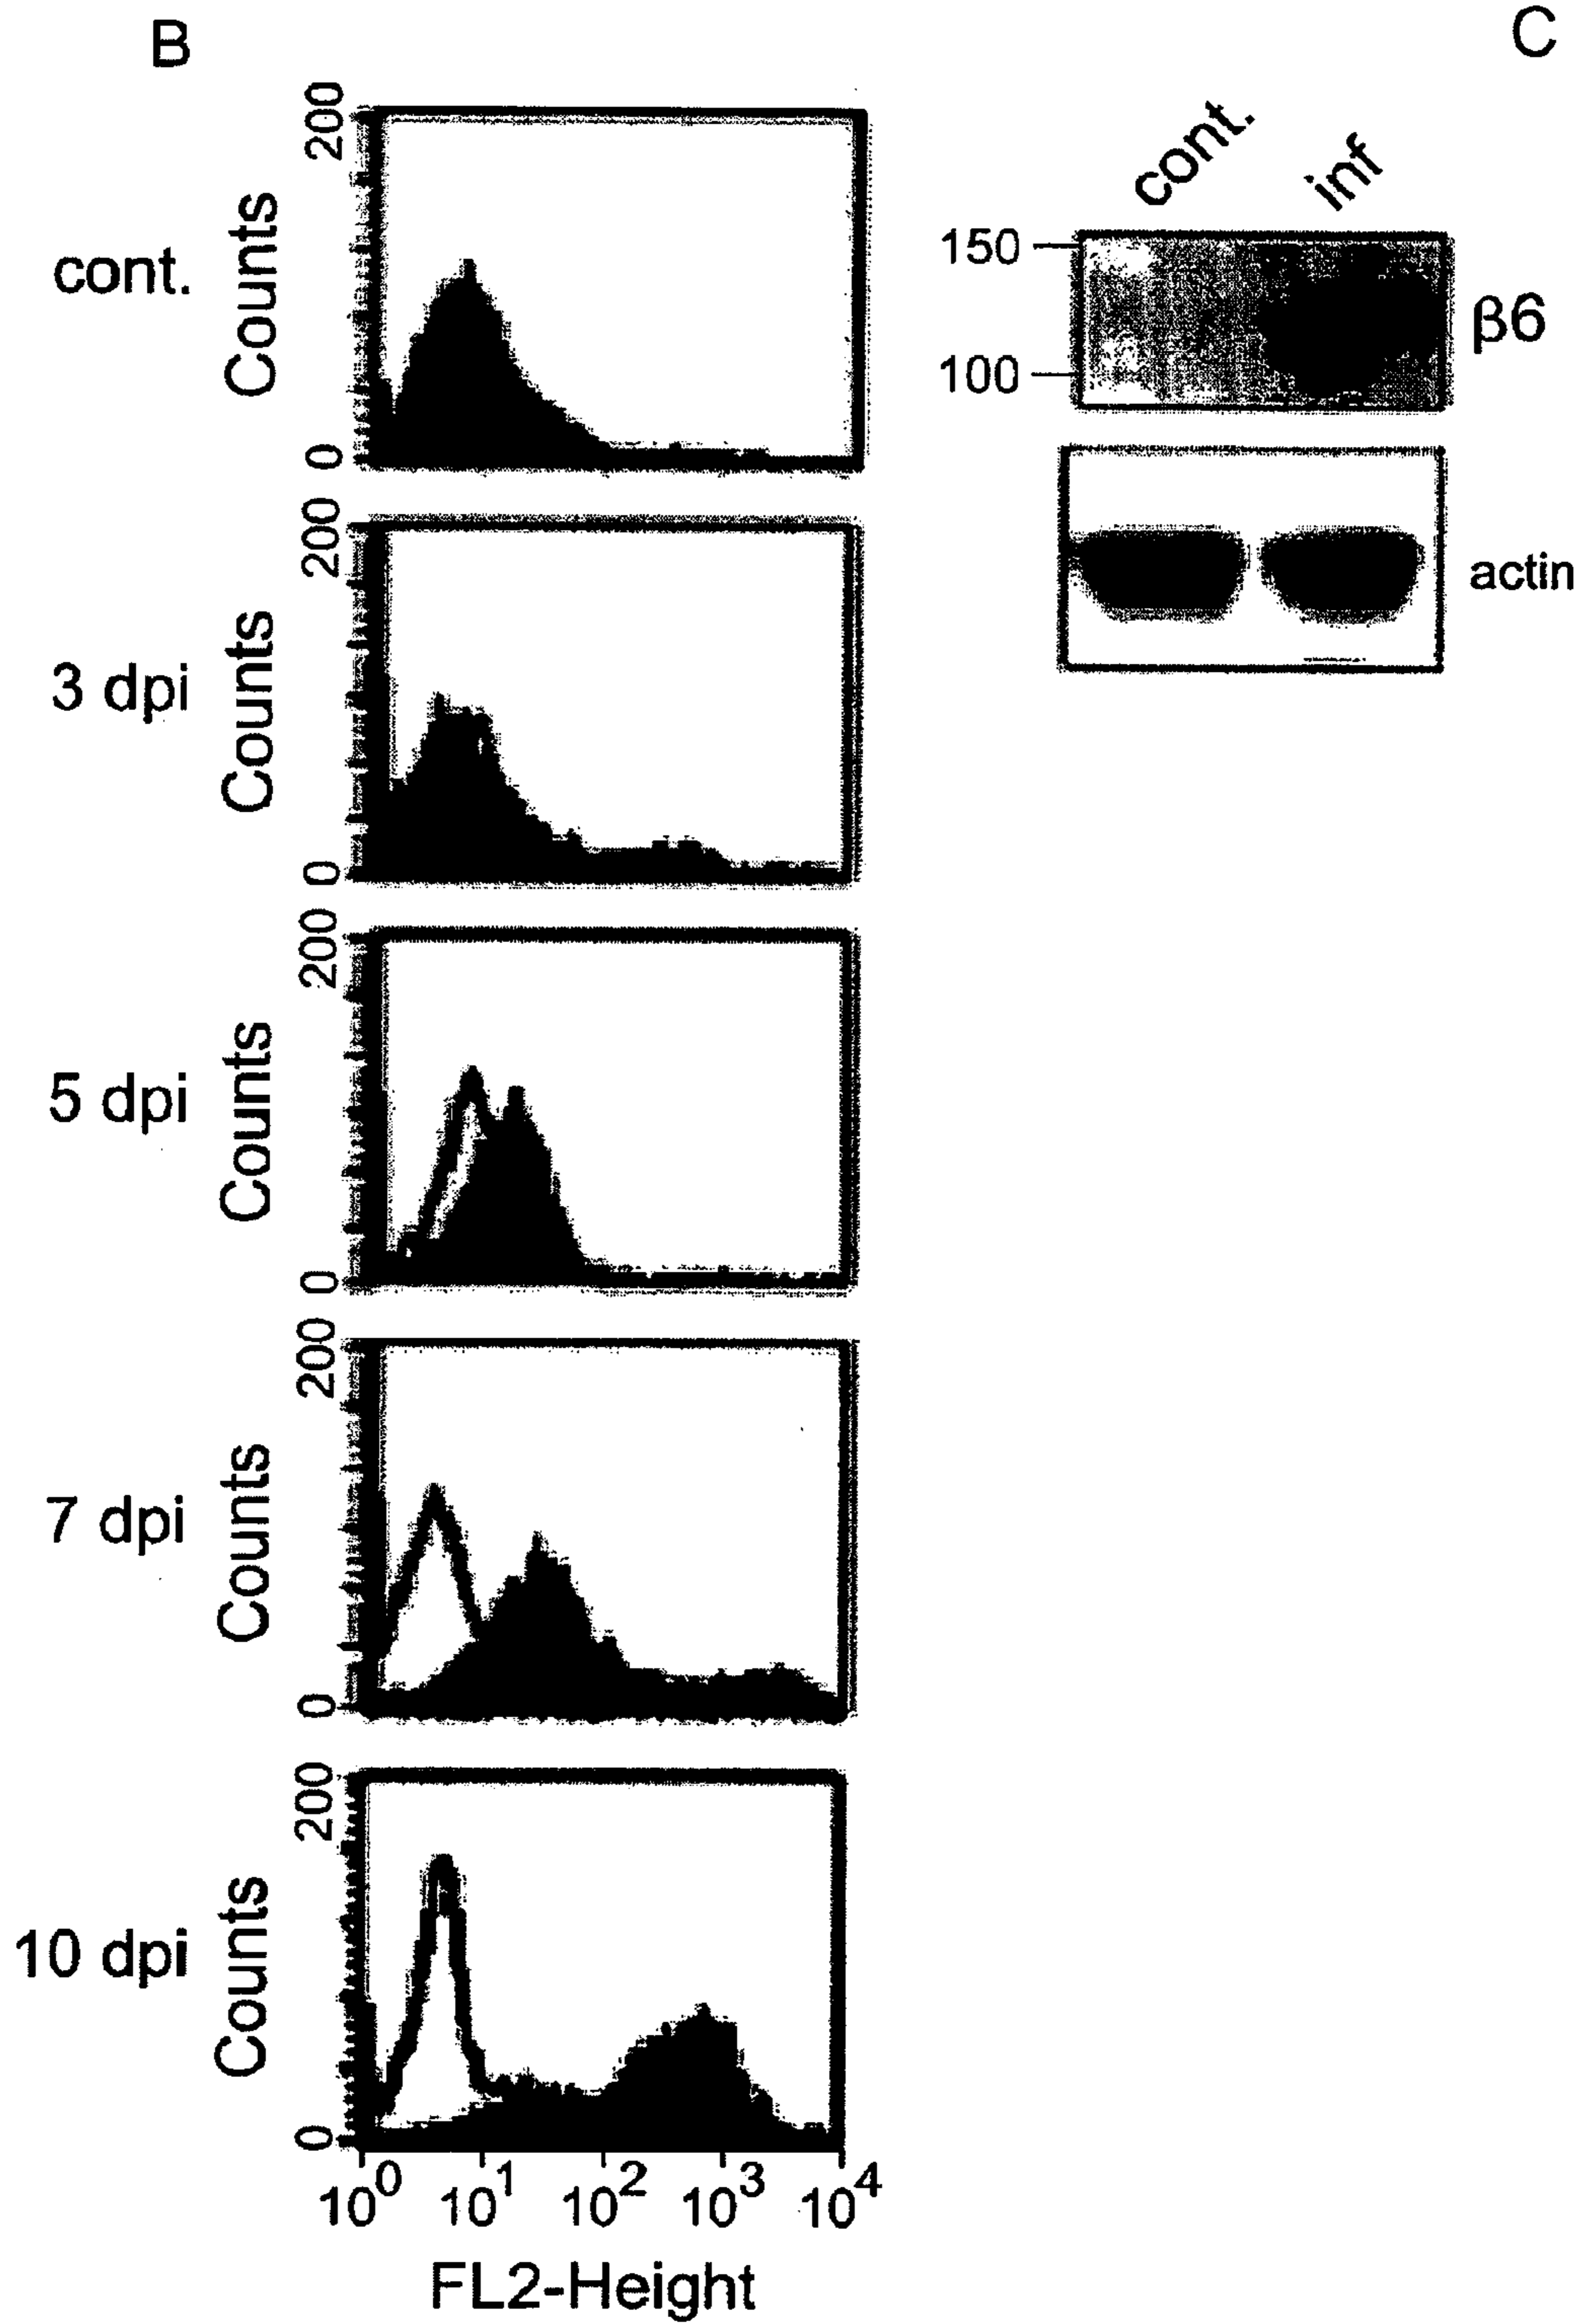 B
cont.
Counts
200
0
3 dpi
Counts
200
0
5 dpi
Counts
200
0
7 dpi
Counts
200
0
10 dpi
Counts
200
0
10⁰ 10¹ 10² 10³ 10⁴
FL2-Height
C
cont. inf
150
100
β6
actin